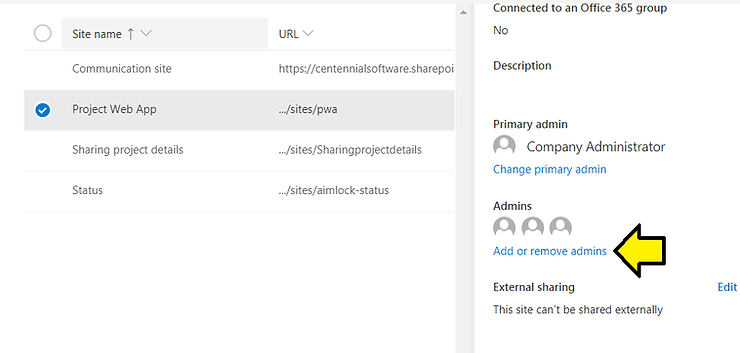 Site name ↑
URL
Communication site
https://centennialsoftware.sharepoi
Project Web App
.../sites/pwa
Sharing project details
.../sites/Sharingprojectdetails
Status
.../sites/aimlock-status
Connected to an Office 365 group
No
Description
Primary admin
Company Administrator
Change primary admin
Admins
Add or remove admins
External sharing
Edit
This site can't be shared externally